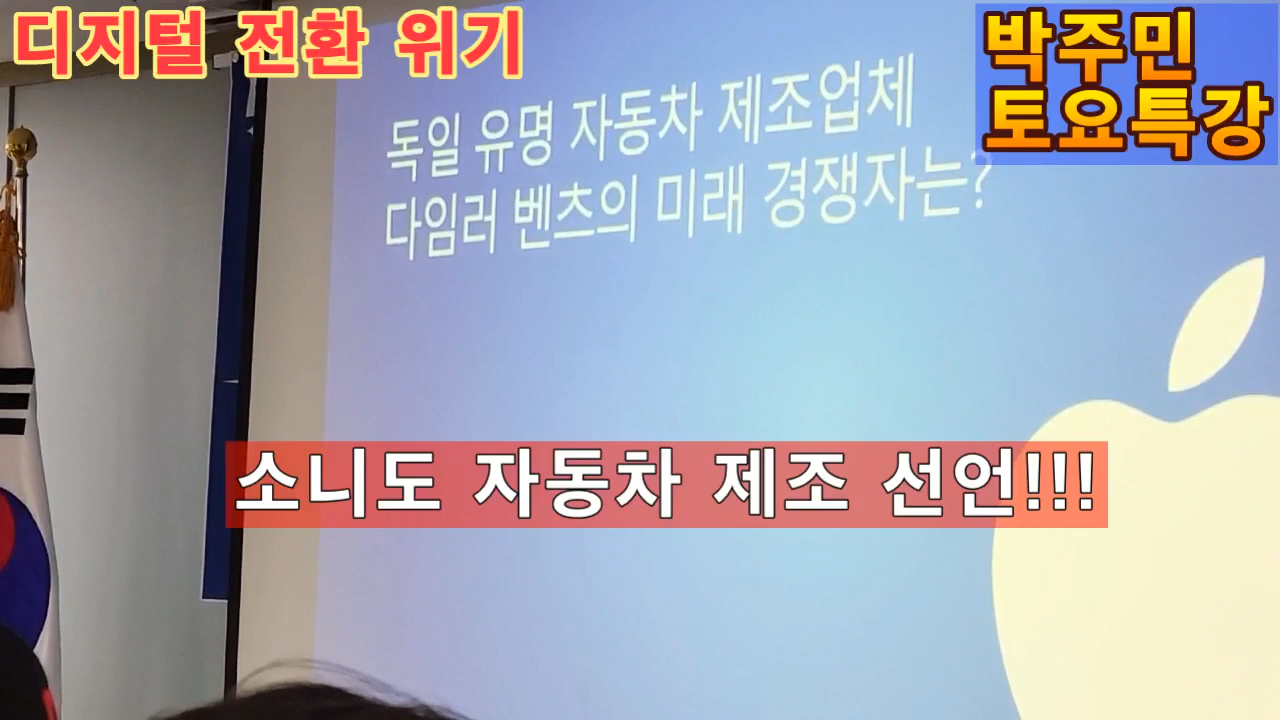 디지털 전환 위기
박주민
토요특강
독일 유명 자동차 제조업체
다임러 벤츠의 미래 경쟁자는?
소니도 자동차 제조 선언!!!